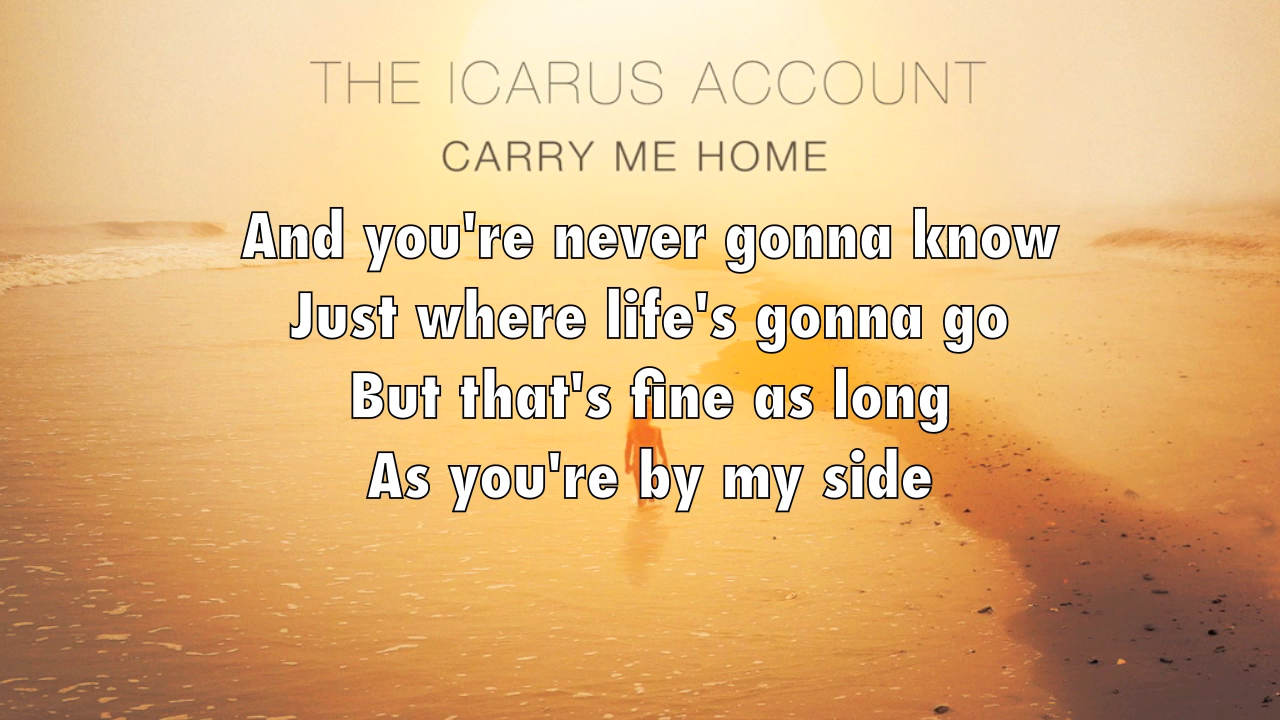 THE ICARUS ACCOUNT
CARRY ME HOME
And you're never gonna know
Just where life's gonna go
But that's fine as long
As you're by my side